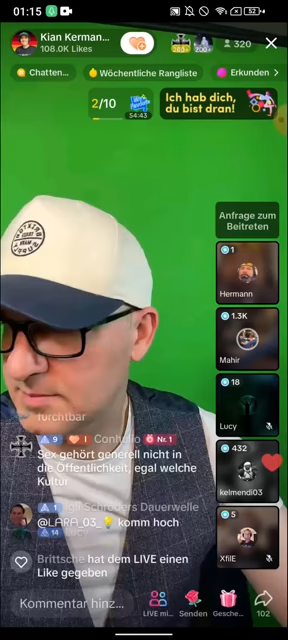 01:15
52
Kian Kerman...
108.0K Likes
320
Chatten...
Wöchentliche Rangliste
Erkunden
2/10
54:43
Ich hab dich,
du bist dran!
Anfrage zum
Beitreten
1
Hermann
1.3K
Mahir
18
Lucy
432
kelmendi03
5
XfilE
furchtbar
9
I
Conhullo
Nr. 1
Sex gehört generell nicht in
die Öffentlichkeit, egal welche
Kultur
1
Igli Schröders Dauerwelle
@LARA_03_💡 komm hoch
14
Brittsche hat dem LIVE einen
Like gegeben
Kommentar hinz...
LIVE mi...
Senden
Gesche...
102